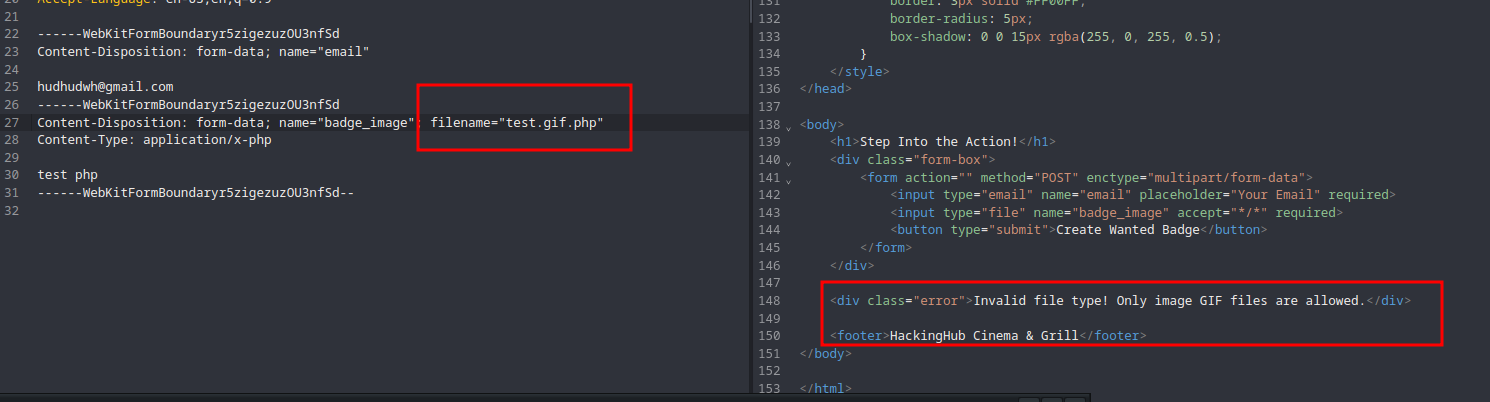 20 Accept-Language: en-US,en;q=0.9
21
22 ------WebKitFormBoundaryr5zigezuzOU3nfSd
23 Content-Disposition: form-data; name="email"
24
25 hudhudwh@gmail.com
26 ------WebKitFormBoundaryr5zigezuzOU3nfSd
27 Content-Disposition: form-data; name="badge_image"; filename="test.gif.php"
28 Content-Type: application/x-php
29
30 test php
31 ------WebKitFormBoundaryr5zigezuzOU3nfSd--
32
131 border: 3px solid #FF00FF;
132 border-radius: 5px;
133 box-shadow: 0 0 15px rgba(255, 0, 255, 0.5);
134 }
135 </style>
136 </head>
137
138 <body>
139 <h1>Step Into the Action!</h1>
140 <div class="form-box">
141 <form action="" method="POST" enctype="multipart/form-data">
142 <input type="email" name="email" placeholder="Your Email" required>
143 <input type="file" name="badge_image" accept="*/*" required>
144 <button type="submit">Create Wanted Badge</button>
145 </form>
146 </div>
147
148 <div class="error">Invalid file type! Only image GIF files are allowed.</div>
149
150 <footer>HackingHub Cinema & Grill</footer>
151 </body>
152
153 </html>